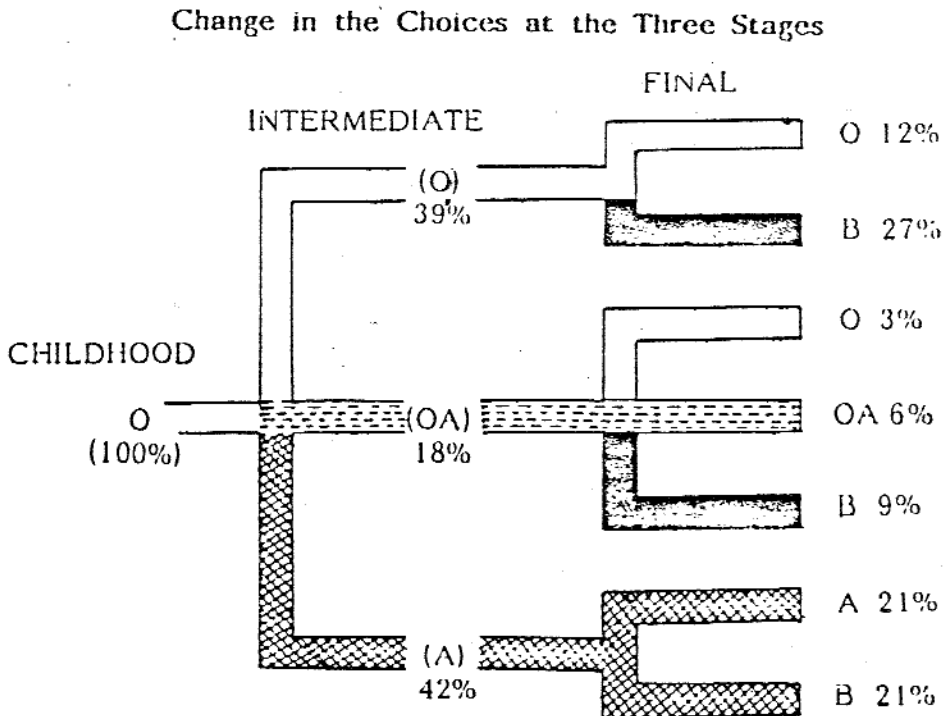 Change in the Choices at the Three Stages
FINAL
INTERMEDIATE
O 12%
(O)
39%
B 27%
O 3%
CHILDHOOD
O
(100%)
(OA)
18%
OA 6%
B 9%
A 21%
(A)
42%
B 21%